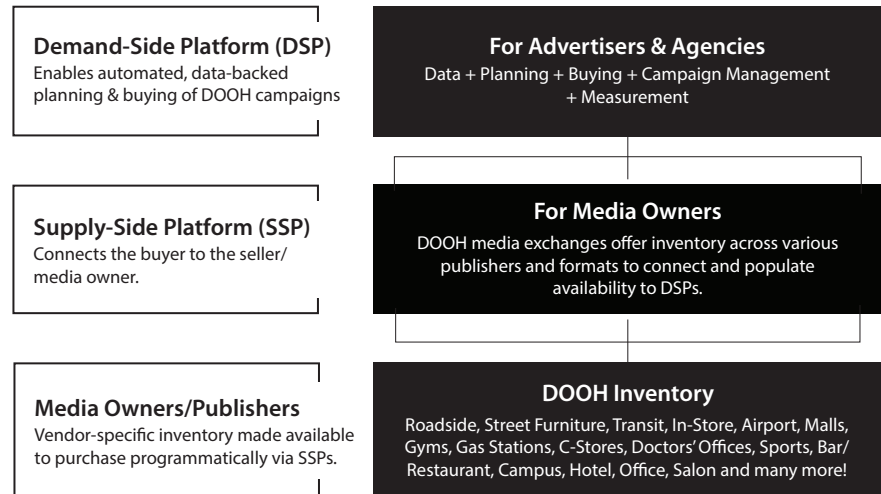 Demand-Side Platform (DSP)
Enables automated, data-backed
planning & buying of DOOH campaigns
For Advertisers & Agencies
Data + Planning + Buying + Campaign Management
+ Measurement
Supply-Side Platform (SSP)
Connects the buyer to the seller/
media owner.
For Media Owners
DOOH media exchanges offer inventory across various
publishers and formats to connect and populate
availability to DSPs.
Media Owners/Publishers
Vendor-specific inventory made available
to purchase programmatically via SSPs.
DOOH Inventory
Roadside, Street Furniture, Transit, In-Store, Airport, Malls,
Gyms, Gas Stations, C-Stores, Doctors’ Offices, Sports, Bar/
Restaurant, Campus, Hotel, Office, Salon and many more!